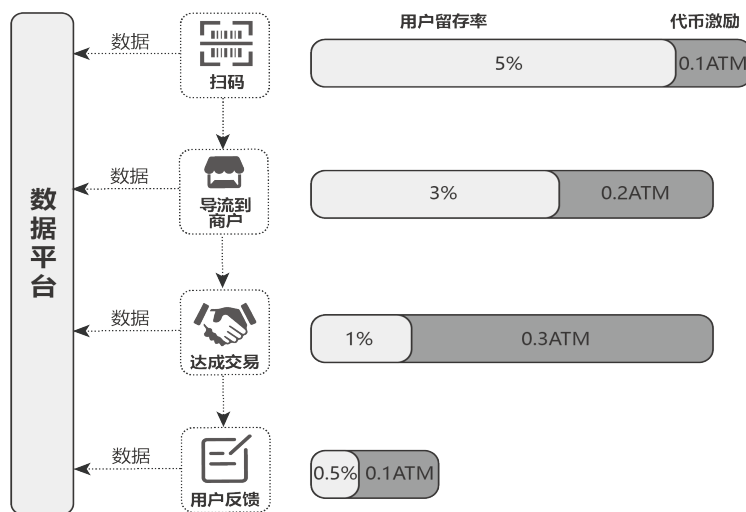 用户留存率
代币激励
数据
扫码
5%
0.1ATM
数据
导流到
商户
3%
0.2ATM
数据平台
数据
达成交易
1%
0.3ATM
数据
用户反馈
0.5%
0.1ATM